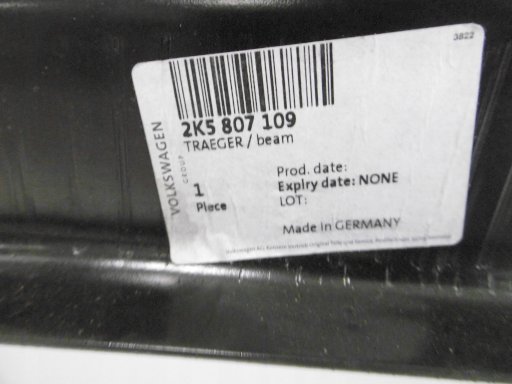 3822
VOLKSWAGEN
GROUP
2K5 807 109
TRAEGER / beam
1
Piece
Prod. date:
Expiry date: NONE
LOT:
Made in GERMANY